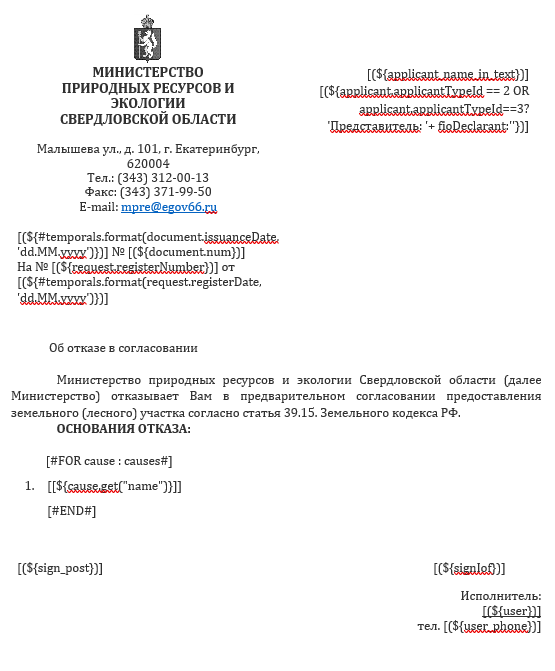 МИНИСТЕРСТВО
ПРИРОДНЫХ РЕСУРСОВ И
ЭКОЛОГИИ
СВЕРДЛОВСКОЙ ОБЛАСТИ
Малышева ул., д. 101, г. Екатеринбург,
620004
Тел.: (343) 312-00-13
Факс: (343) 371-99-50
E-mail: mpre@egov66.ru
[(${applicant_name_in_text})]
[(${applicant.applicantTypeId == 2 OR
applicant.applicantTypeId==3?
'Представитель: '+ fioDeclarant:''})]
[(${#temporals.format(document.issuanceDate,
'dd.MM.yyyy')})] № [(${document.num})]
На № [(${request.registerNumber})] от
[(${#temporals.format(request.registerDate,
'dd.MM.yyyy')})]
Об отказе в согласовании
Министерство природных ресурсов и экологии Свердловской области (далее
Министерство) отказывает Вам в предварительном согласовании предоставления
земельного (лесного) участка согласно статья 39.15. Земельного кодекса РФ.
ОСНОВАНИЯ ОТКАЗА:
[#FOR cause : causes#]
1. [[${cause.get("name")}]]
[#END#]
[(${sign_post})]
[(${signIof})]
Исполнитель:
[(${user})]
тел. [(${user_phone})]